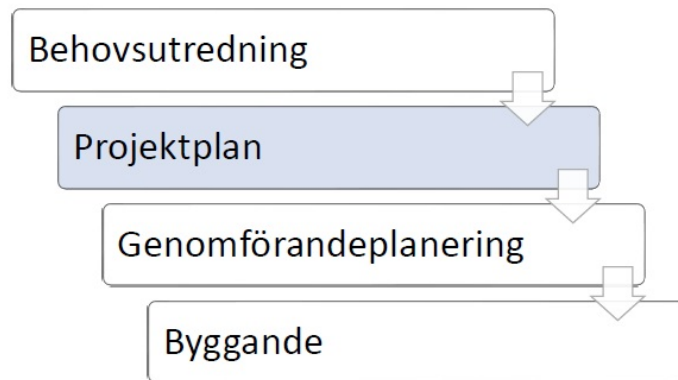 Behovsutredning
Projektplan
Genomförandeplanering
Byggande